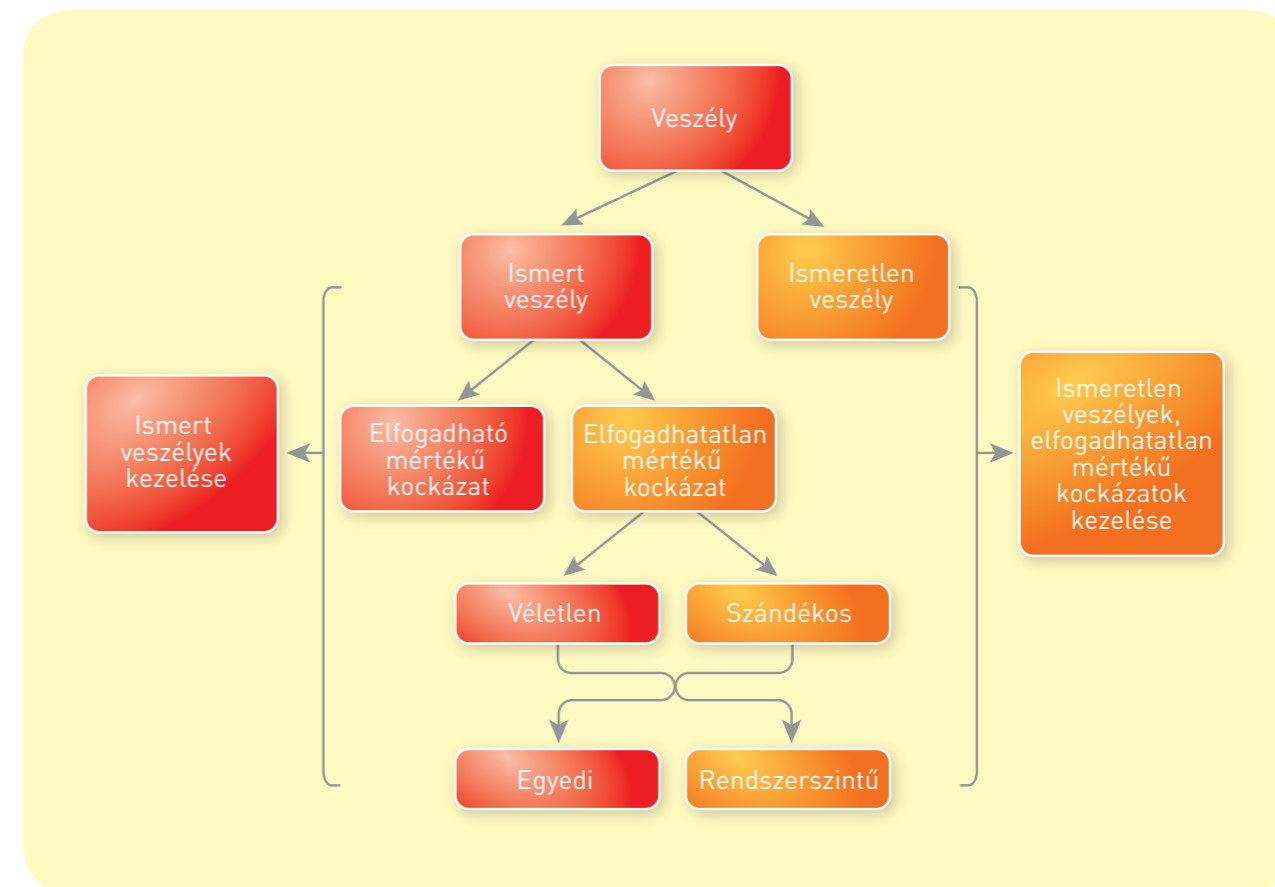 Veszély
Ismert
veszély
Ismeretlen
veszély
Ismert
veszélyek
kezelése
Elfogadható
mértékű
kockázat
Elfogadhatatlan
mértékű
kockázat
Ismeretlen
veszélyek,
elfogadhatatlan
mértékű
kockázatok
kezelése
Véletlen
Szándékos
Egyedi
Rendszerszintű